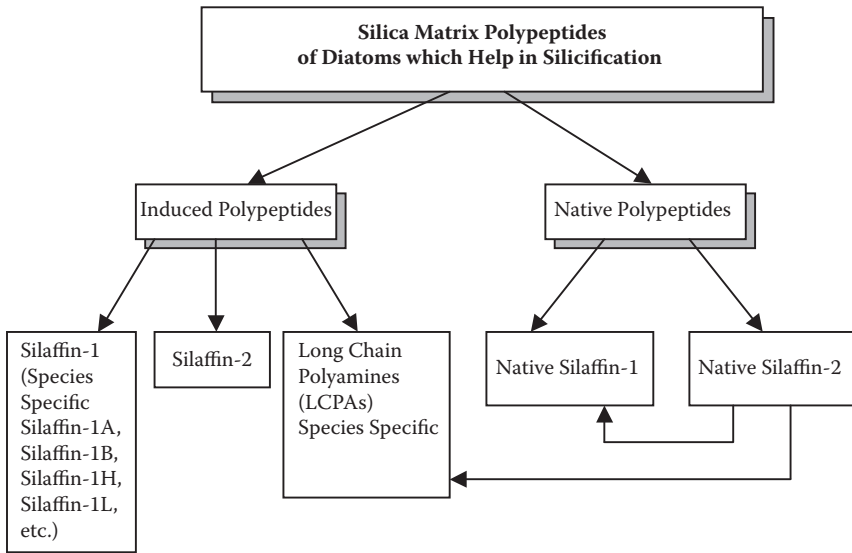 Silica Matrix Polypeptides
of Diatoms which Help in Silicification
Induced Polypeptides
Native Polypeptides
Silaffin-1
(Species
Specific
Silaffin-1A,
Silaffin-1B,
Silaffin-1H,
Silaffin-1L,
etc.)
Silaffin-2
Long Chain
Polyamines
(LCPAs)
Species Specific
Native Silaffin-1
Native Silaffin-2